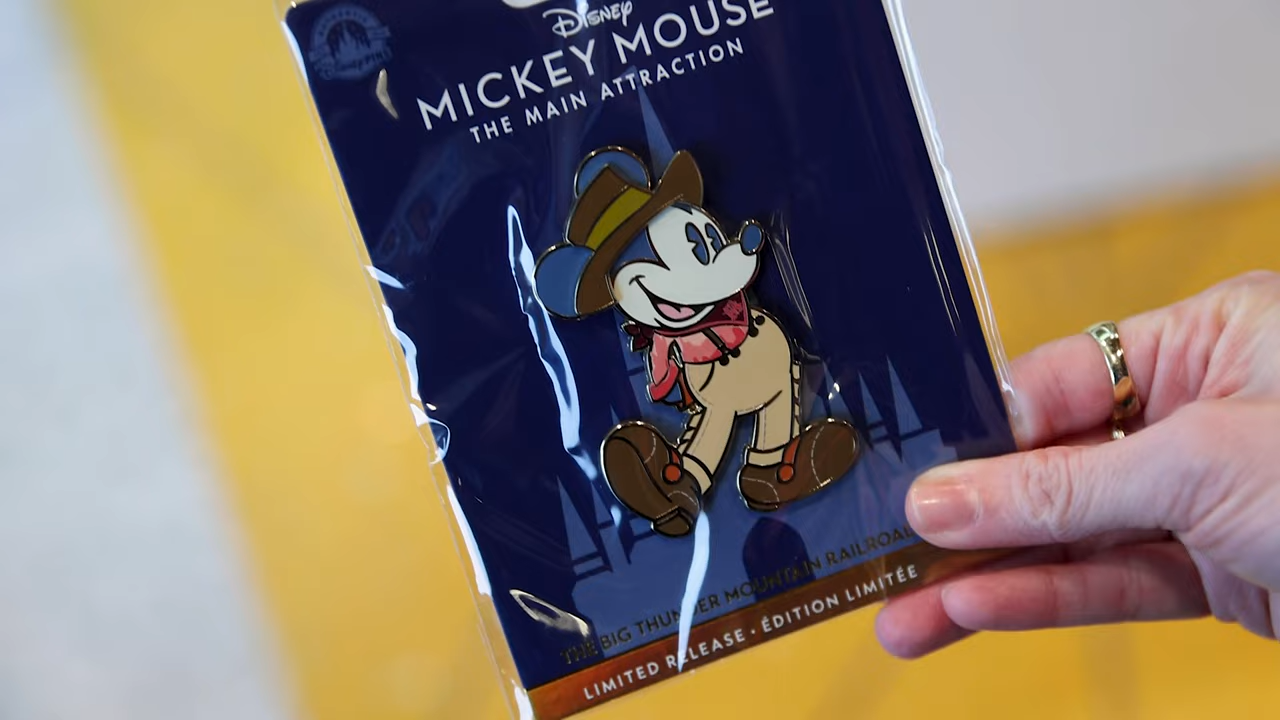 Disney
MICKEY MOUSE
THE MAIN ATTRACTION
THE BIG THUNDER MOUNTAIN RAILROAD
LIMITED RELEASE · ÉDITION LIMITÉE